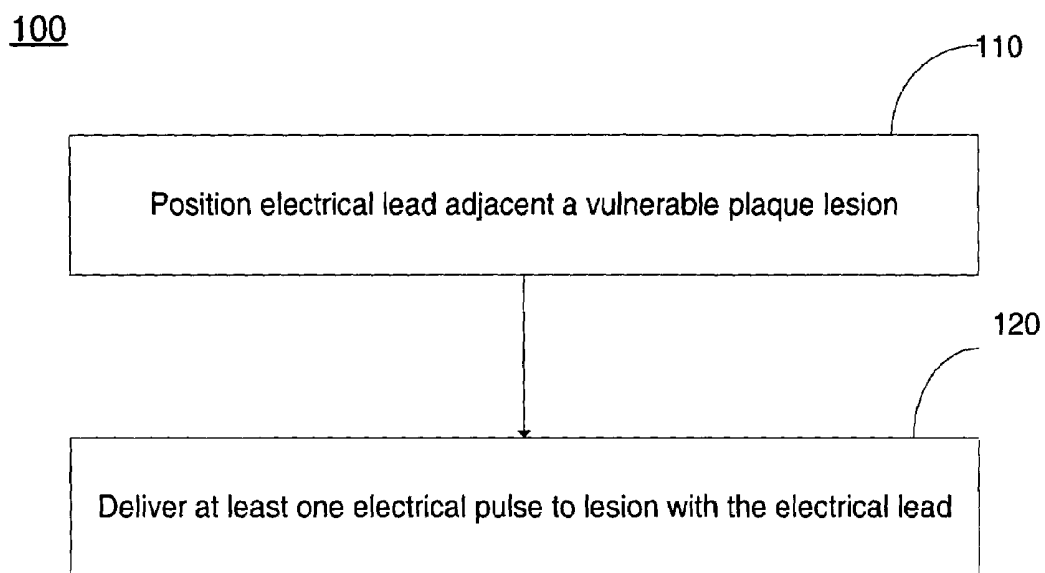 100
110
Position electrical lead adjacent a vulnerable plaque lesion
120
Deliver at least one electrical pulse to lesion with the electrical lead